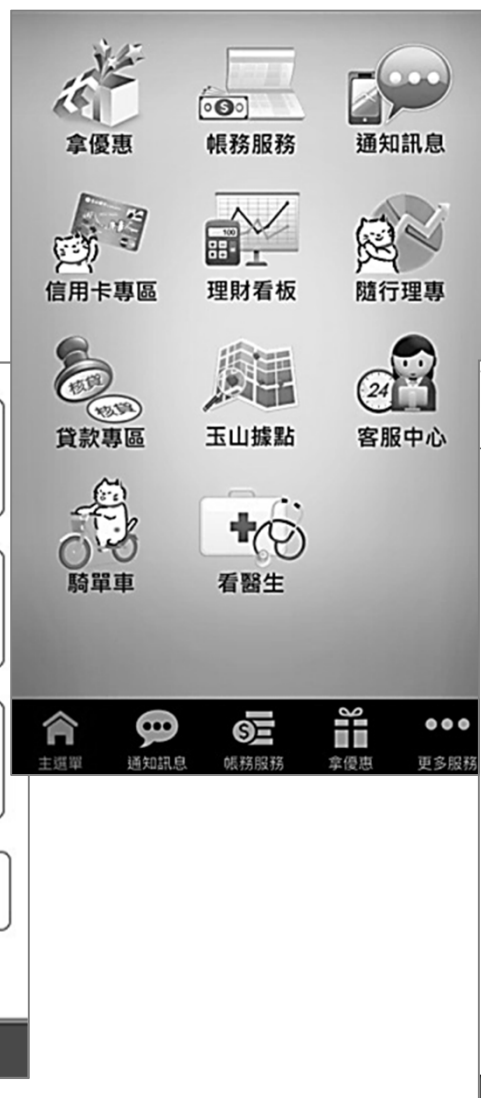 拿優惠
帳務服務
通知訊息
信用卡專區
100
理財看板
隨行理專
核貸
核貸
貸款專區
玉山據點
24
客服中心
騎單車
看醫生
主選單
通知訊息
帳務服務
拿優惠
更多服務